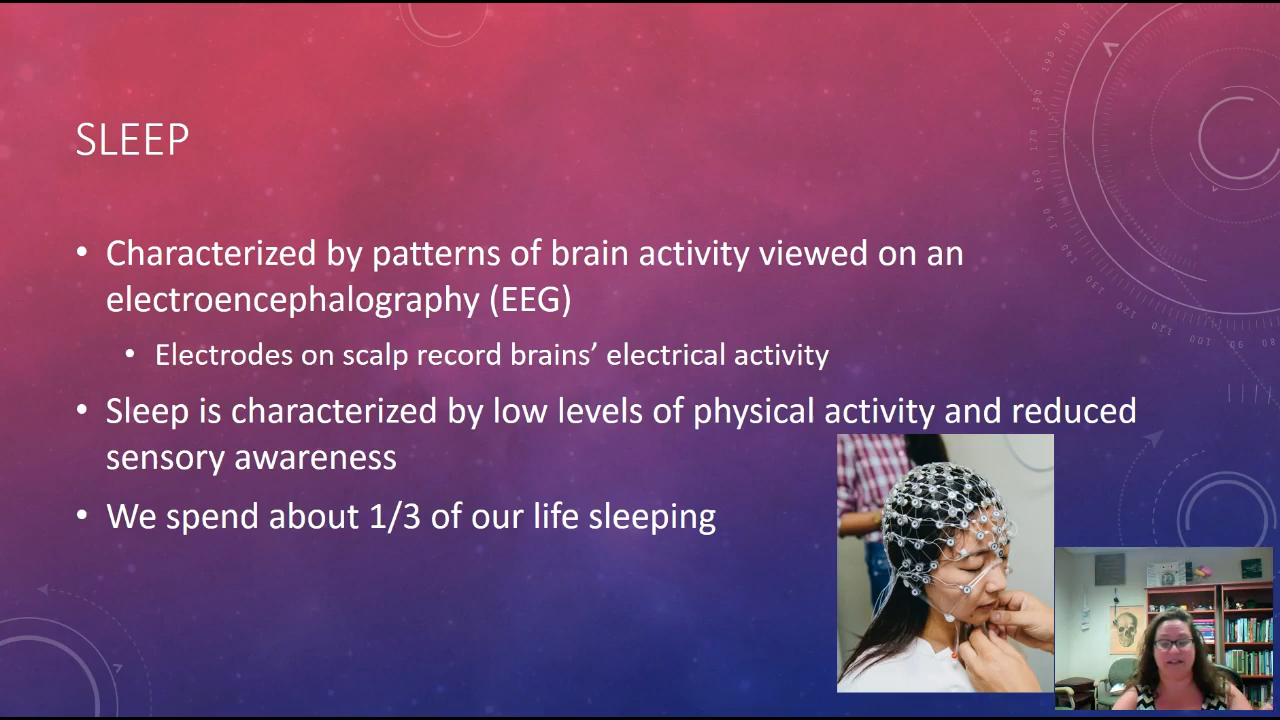 SLEEP
• Characterized by patterns of brain activity viewed on an
electroencephalography (EEG)
• Electrodes on scalp record brains’ electrical activity
• Sleep is characterized by low levels of physical activity and reduced
sensory awareness
• We spend about 1/3 of our life sleeping